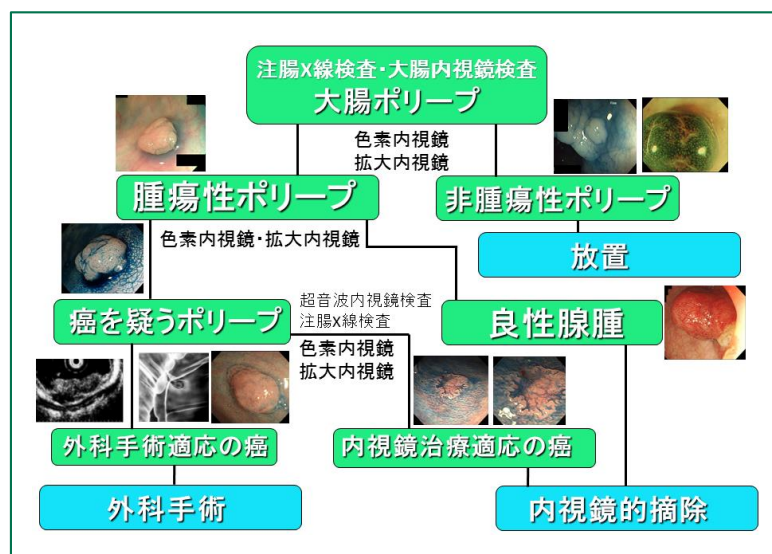 注腸X線検査・大腸内視鏡検査
大腸ポリープ
色素内視鏡
拡大内視鏡
腫瘍性ポリープ
非腫瘍性ポリープ
色素内視鏡・拡大内視鏡
放置
癌を疑うポリープ
超音波内視鏡検査
注腸X線検査
色素内視鏡
拡大内視鏡
良性腺腫
外科手術適応の癌
内視鏡治療適応の癌
外科手術
内視鏡的摘除